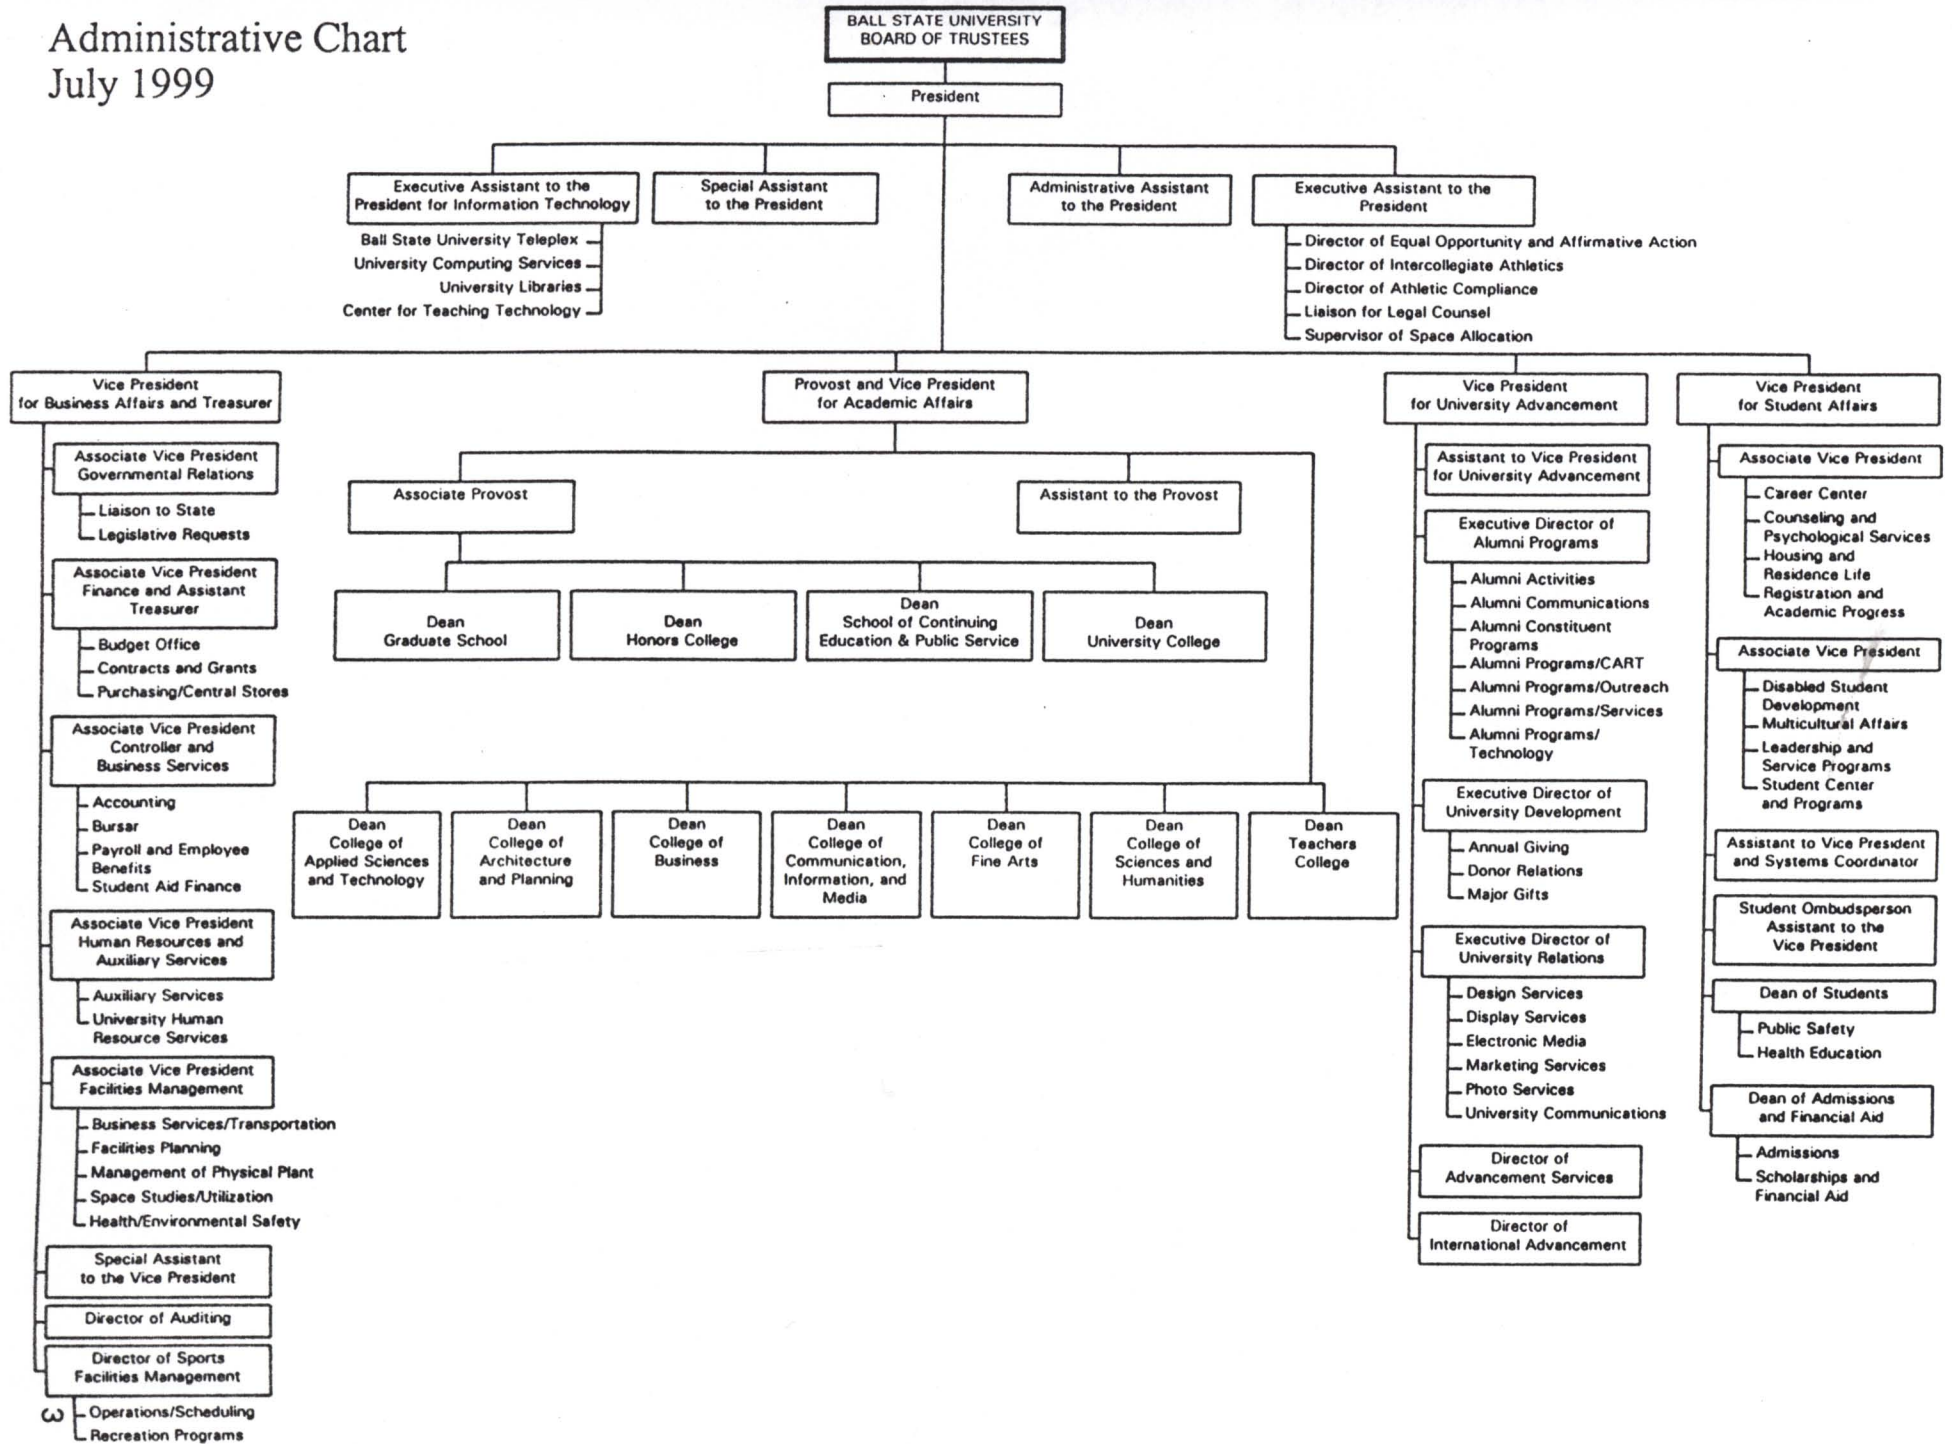 Administrative Chart
July 1999
BALL STATE UNIVERSITY
BOARD OF TRUSTEES
President
Executive Assistant to the
President for Information Technology
Ball State University Teleplex
University Computing Services
University Libraries
Center for Teaching Technology
Special Assistant
to the President
Administrative Assistant
to the President
Executive Assistant to the
President
Director of Equal Opportunity and Affirmative Action
Director of Intercollegiate Athletics
Director of Athletic Compliance
Liaison for Legal Counsel
Supervisor of Space Allocation
Vice President
for Business Affairs and Treasurer
Associate Vice President
Governmental Relations
Liaison to State
Legislative Requests
Associate Vice President
Finance and Assistant
Treasurer
Budget Office
Contracts and Grants
Purchasing/Central Stores
Associate Vice President
Controller and
Business Services
Accounting
Bursar
Payroll and Employee
Benefits
Student Aid Finance
Associate Vice President
Human Resources and
Auxiliary Services
Auxiliary Services
University Human
Resource Services
Associate Vice President
Facilities Management
Business Services/Transportation
Facilities Planning
Management of Physical Plant
Space Studies/Utilization
Health/Environmental Safety
Special Assistant
to the Vice President
Director of Auditing
Director of Sports
Facilities Management
Operations/Scheduling
Recreation Programs
3
Provost and Vice President
for Academic Affairs
Associate Provost
Assistant to the Provost
Dean
Graduate School
Dean
Honors College
Dean
School of Continuing
Education & Public Service
Dean
University College
Dean
College of
Applied Sciences
and Technology
Dean
College of
Architecture
and Planning
Dean
College of
Business
Dean
College of
Communication,
Information, and
Media
Dean
College of
Fine Arts
Dean
College of
Sciences and
Humanities
Dean
Teachers
College
Vice President
for University Advancement
Assistant to Vice President
for University Advancement
Executive Director of
Alumni Programs
Alumni Activities
Alumni Communications
Alumni Constituent
Programs
Alumni Programs/CART
Alumni Programs/Outreach
Alumni Programs/Services
Alumni Programs/
Technology
Executive Director of
University Development
Annual Giving
Donor Relations
Major Gifts
Executive Director of
University Relations
Design Services
Display Services
Electronic Media
Marketing Services
Photo Services
University Communications
Director of
Advancement Services
Director of
International Advancement
Vice President
for Student Affairs
Associate Vice President
Career Center
Counseling and
Psychological Services
Housing and
Residence Life
Registration and
Academic Progress
Associate Vice President
Disabled Student
Development
Multicultural Affairs
Leadership and
Service Programs
Student Center
and Programs
Assistant to Vice President
and Systems Coordinator
Student Ombudsperson
Assistant to the
Vice President
Dean of Students
Public Safety
Health Education
Dean of Admissions
and Financial Aid
Admissions
Scholarships and
Financial Aid